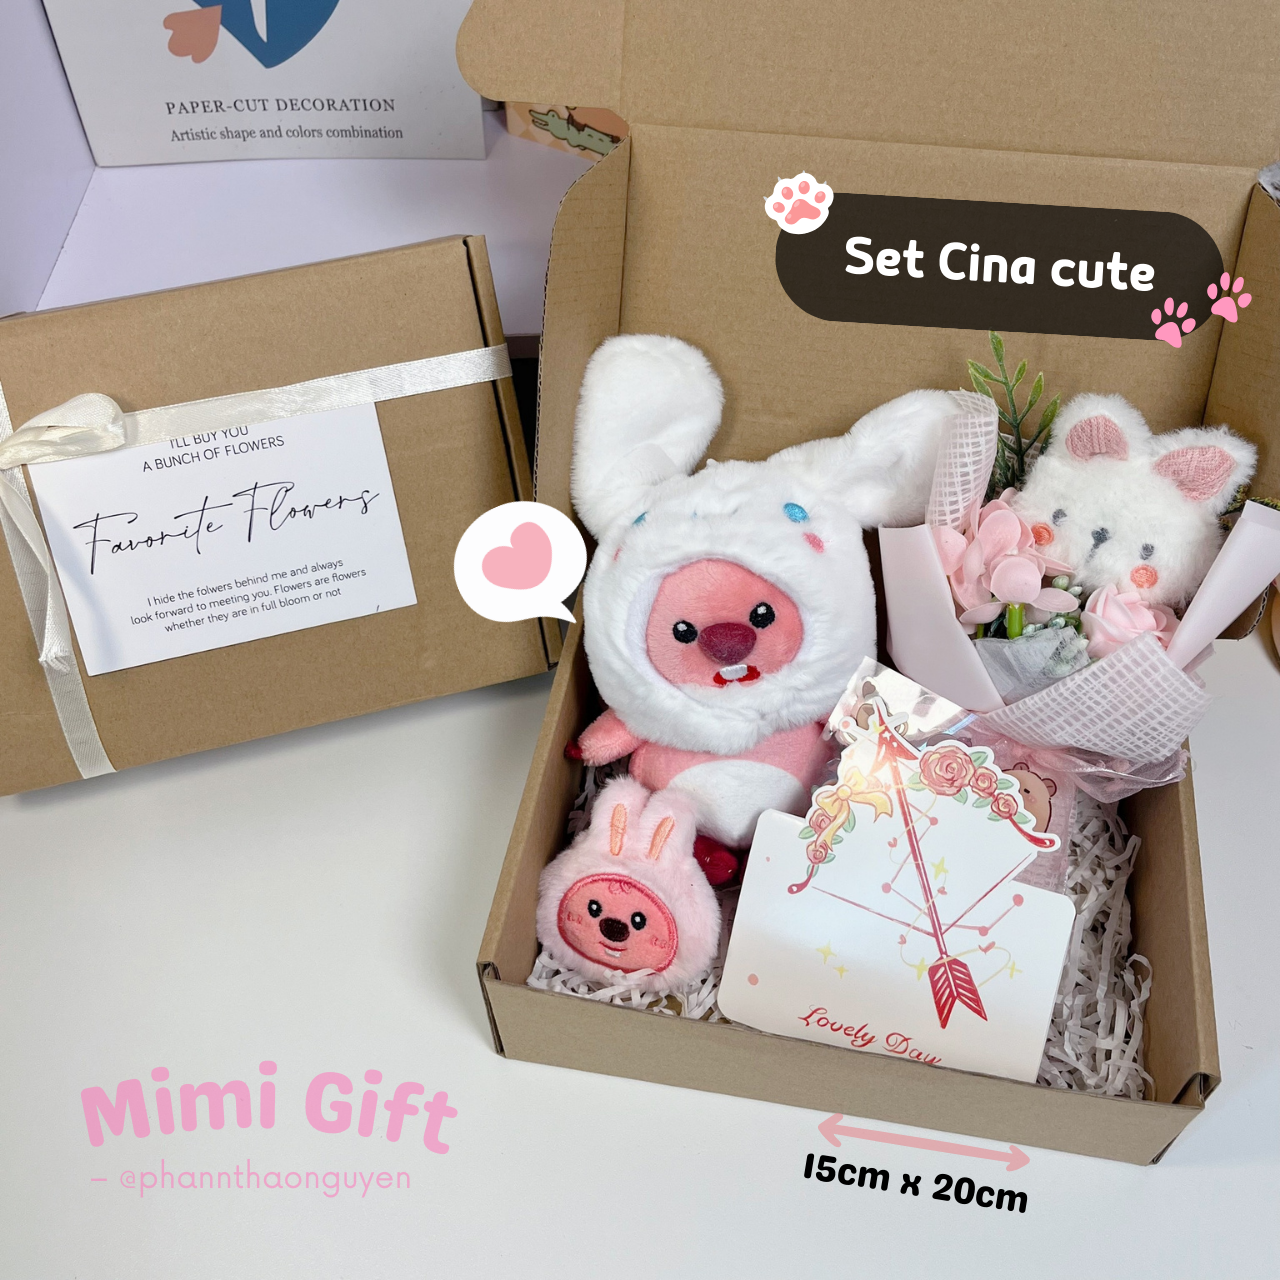 PAPER-CUT DECORATION
Artistic shape and colors combination
Set Cina cute
I'LL BUY YOU
A BUNCH OF FLOWERS
Favorite Flowers
I hide the folwers behind me and always
look forward to meeting you. Flowers are flowers
whether they are in full bloom or not
Lovely Day
Mimi Gift
– @phannthaonguyen
15cm x 20cm